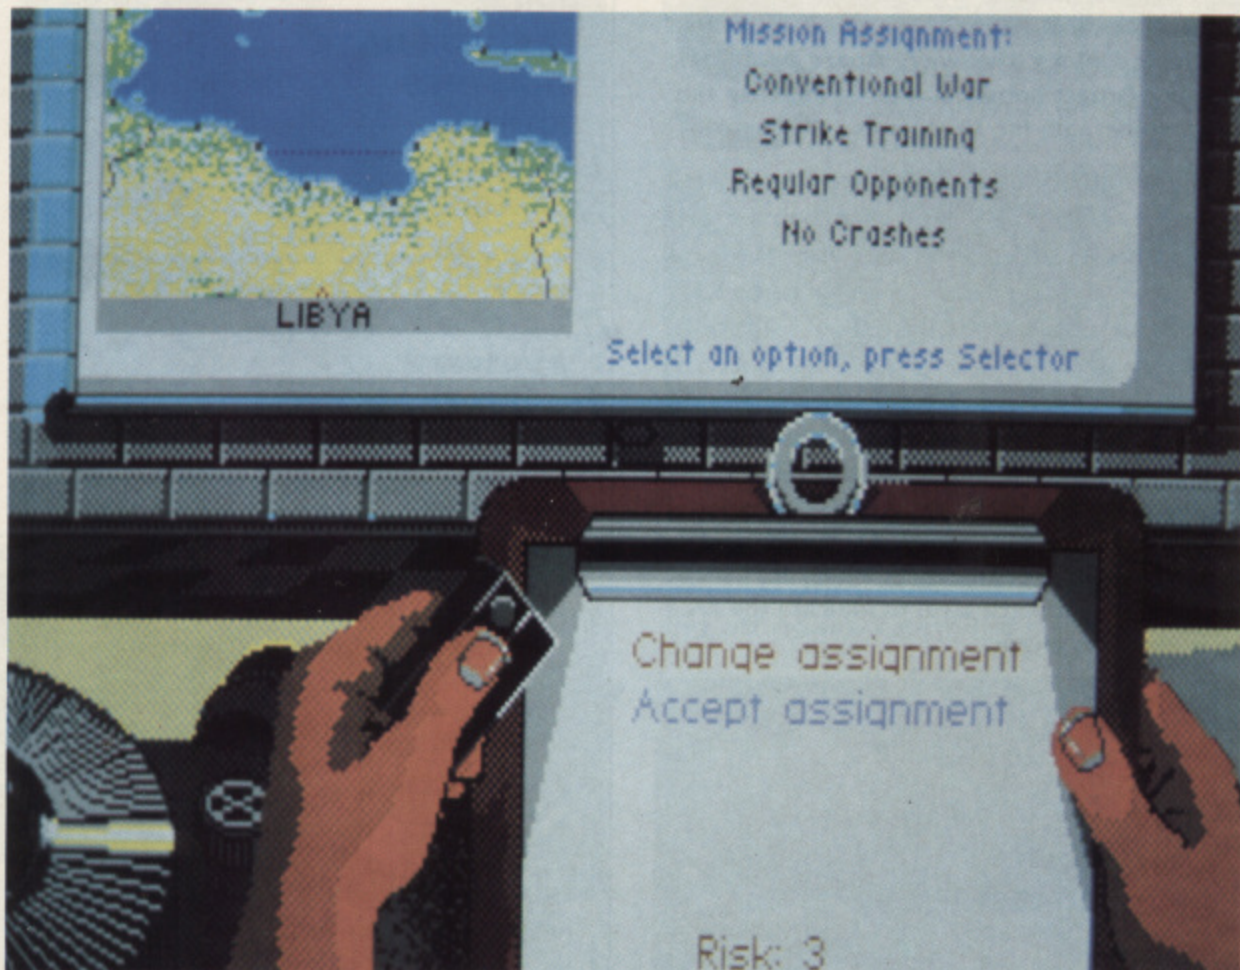 Mission Assignment:
Conventional War
Strike Training
Regular Opponents
No Crashes
LIBYA
Select an option, press Selector
Change assignment
Accept assignment
Risk: 3